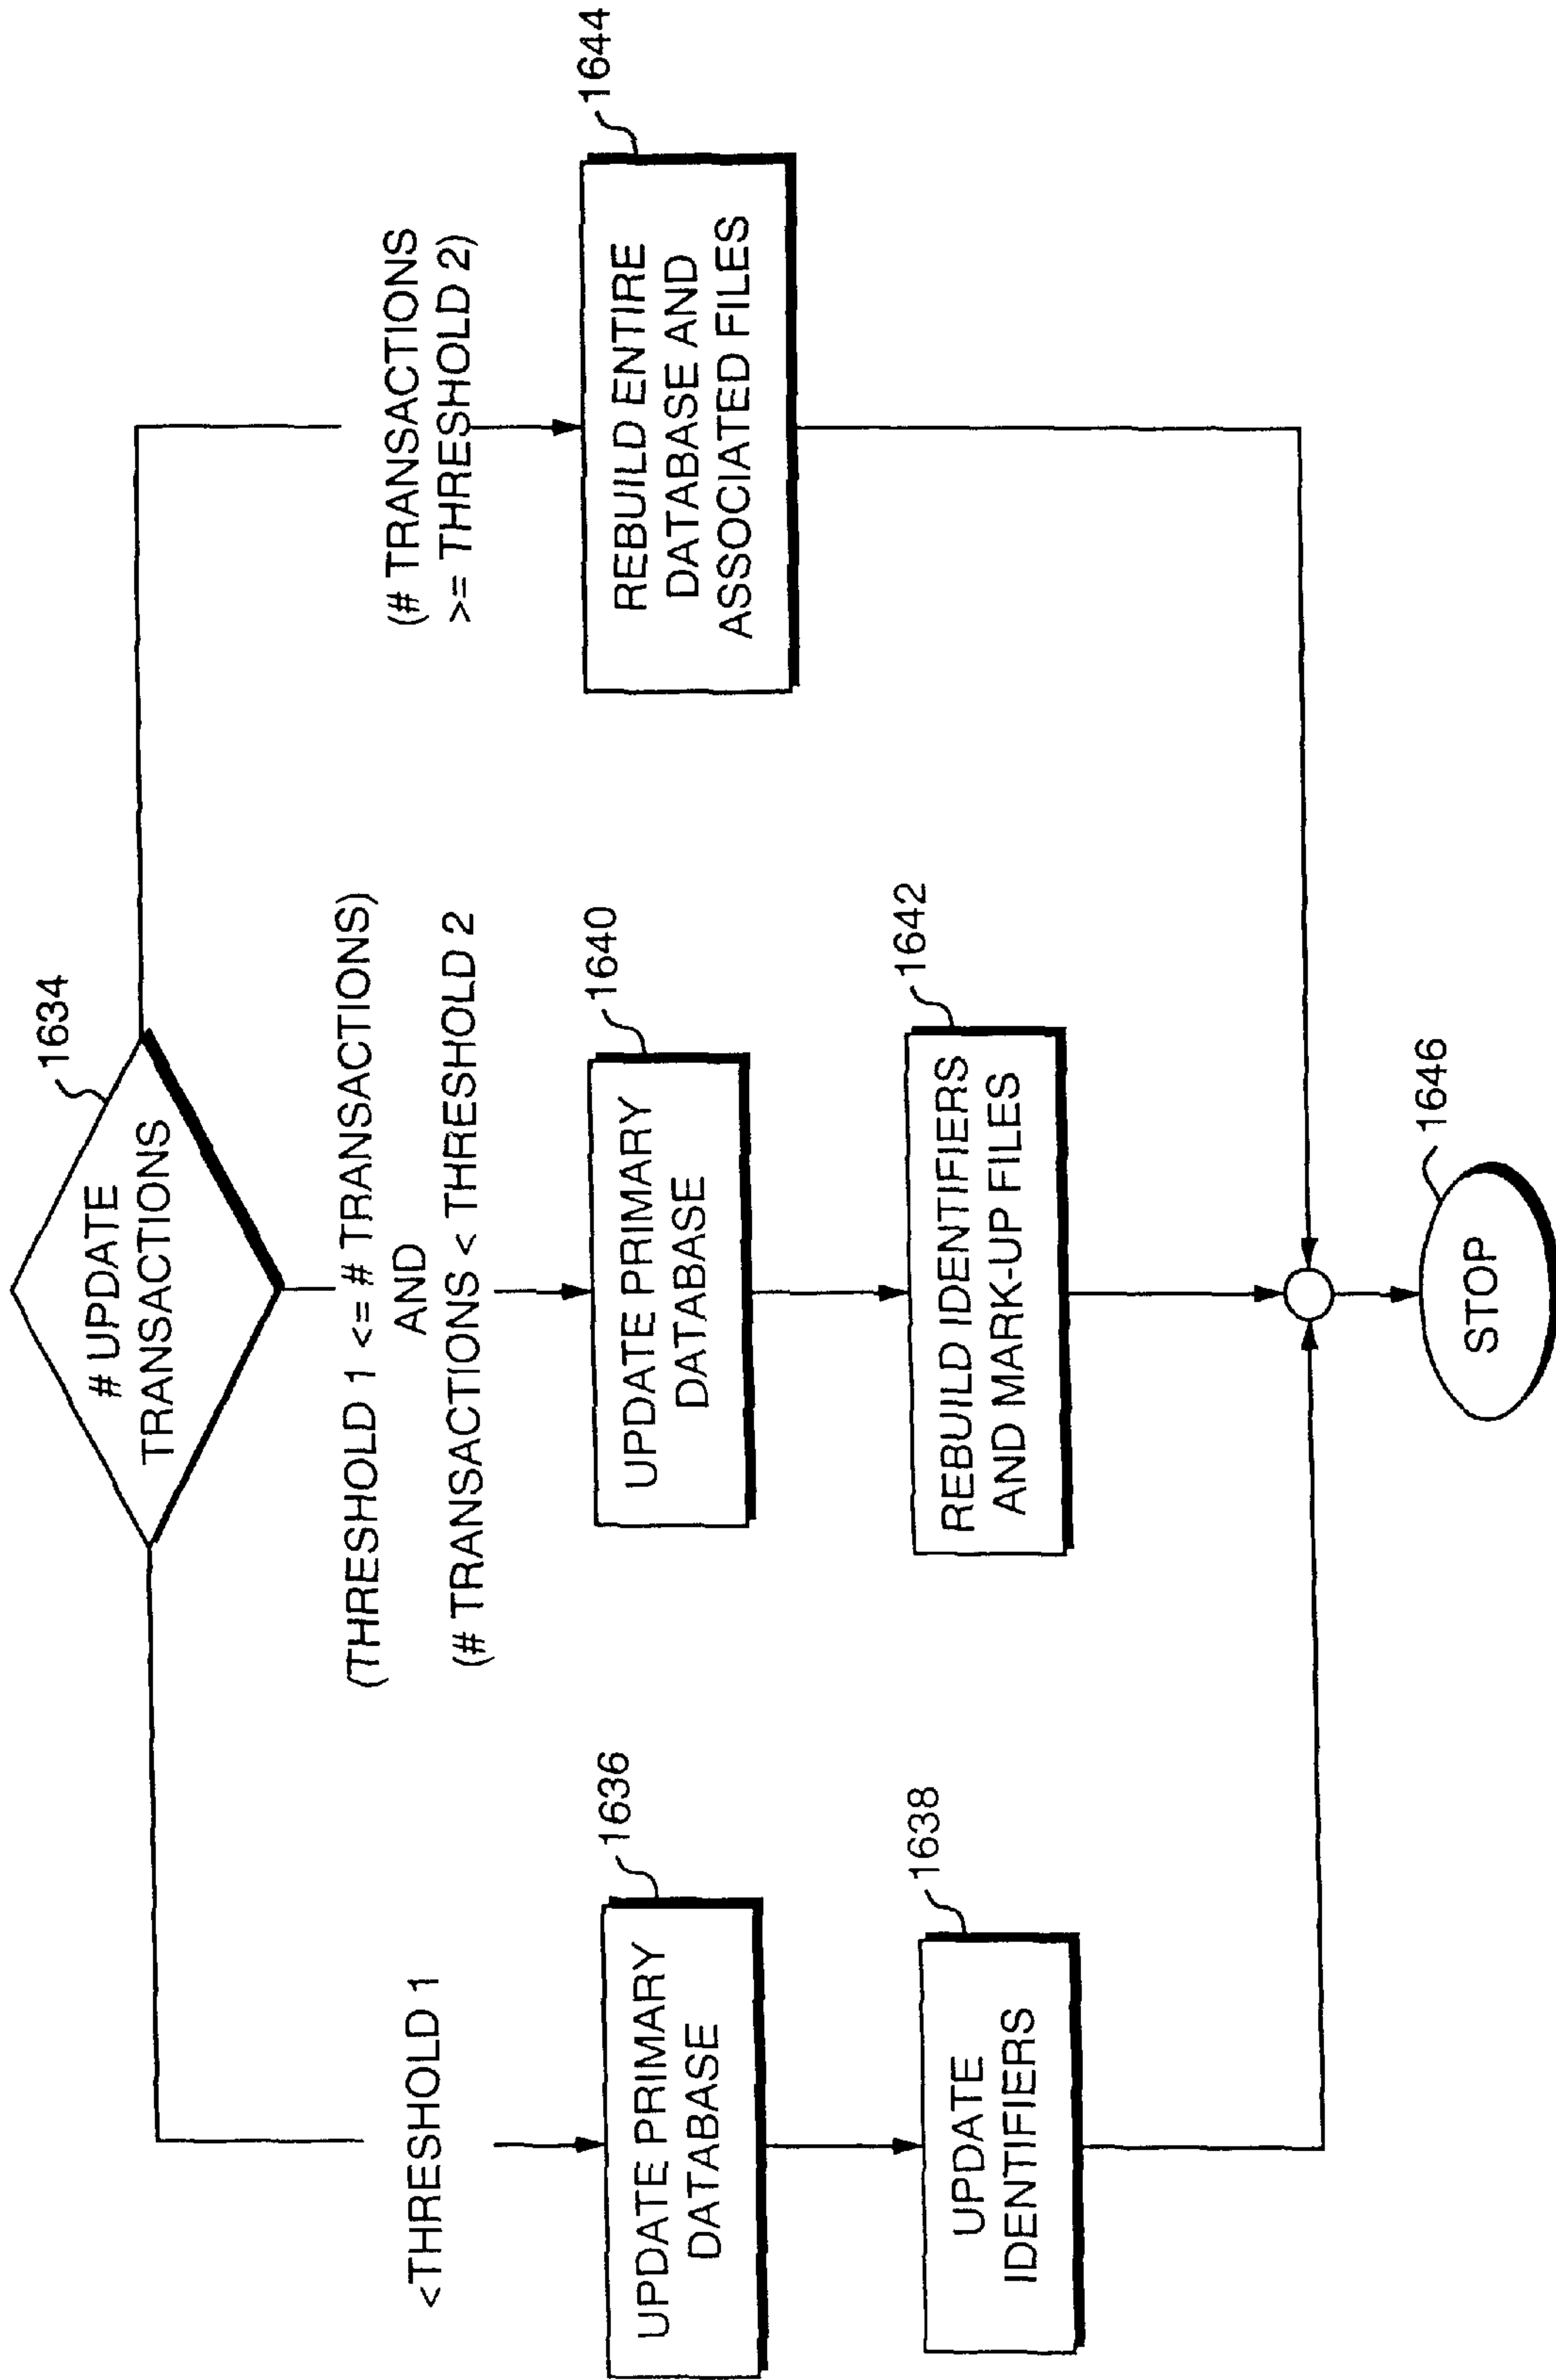 # UPDATE
TRANSACTIONS
1634
<THRESHOLD 1
(THRESHOLD 1 <= # TRANSACTIONS)
AND
(# TRANSACTIONS < THRESHOLD 2
(# TRANSACTIONS
>= THRESHOLD 2)
UPDATE PRIMARY
DATABASE
1636
UPDATE PRIMARY
DATABASE
1640
REBUILD ENTIRE
DATABASE AND
ASSOCIATED FILES
1644
UPDATE
IDENTIFIERS
1638
REBUILD IDENTIFIERS
AND MARK-UP FILES
1642
STOP
1646